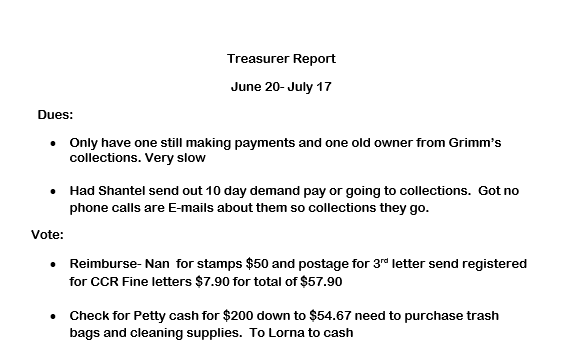 Treasurer Report
June 20- July 17
Dues:
• Only have one still making payments and one old owner from Grimm’s
collections. Very slow
• Had Shantel send out 10 day demand pay or going to collections.  Got no
phone calls are E-mails about them so collections they go.
Vote:
• Reimburse- Nan  for stamps $50 and postage for 3rd letter send registered
for CCR Fine letters $7.90 for total of $57.90
• Check for Petty cash for $200 down to $54.67 need to purchase trash
bags and cleaning supplies.  To Lorna to cash